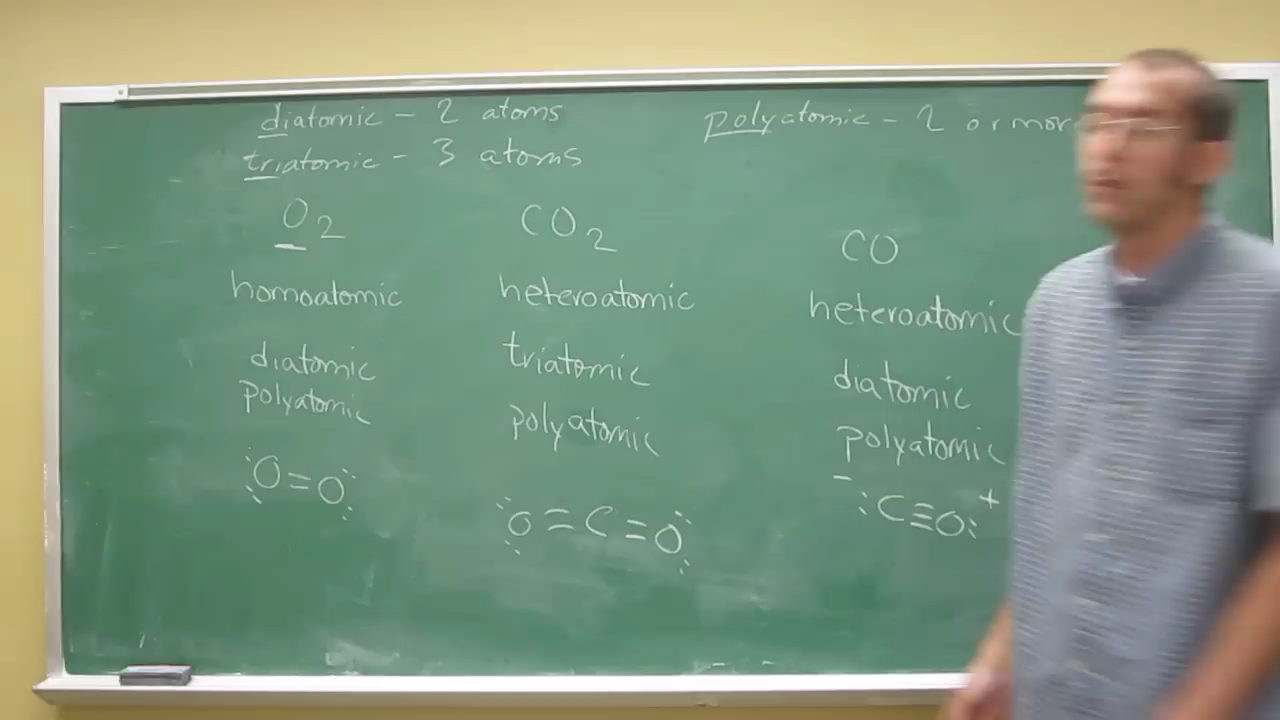 diatomic - 2 atoms
triatomic - 3 atoms
polyatomic - 2 or mor
O2
homoatomic
diatomic
polyatomic
:O=O:
CO2
heteroatomic
triatomic
polyatomic
:O=C=O:
CO
heteroatomic
diatomic
polyatomic
- :C≡O: +